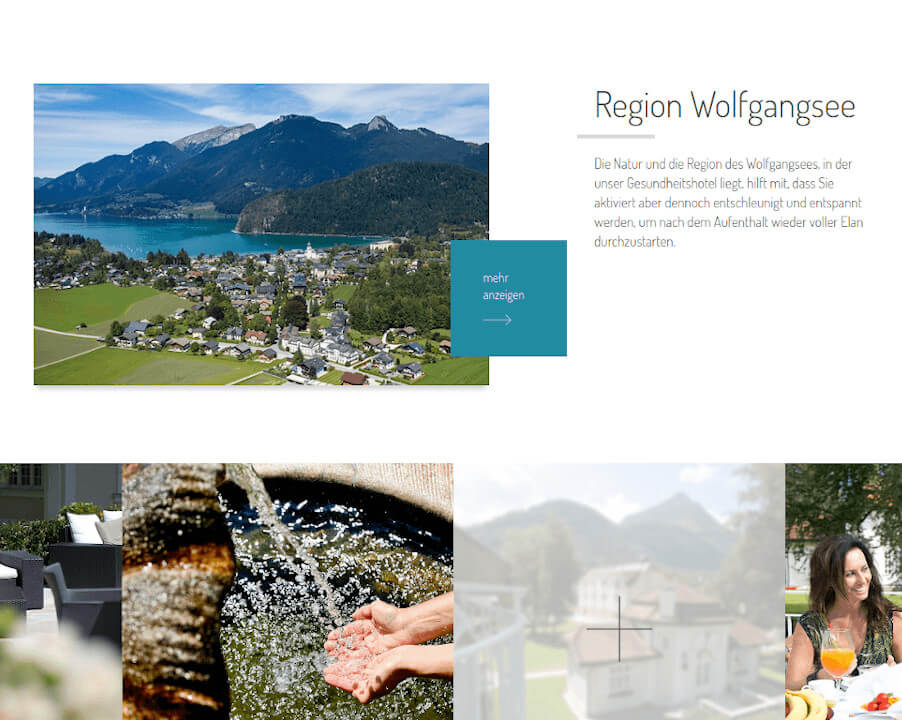 Region Wolfgangsee
Die Natur und die Region des Wolfgangsees, in der
unser Gesundheitshotel liegt, hilft mit, dass Sie
aktiviert aber dennoch entschleunigt und entspannt
werden, um nach dem Aufenthalt wieder voller Elan
durchzustarten.
mehr
anzeigen